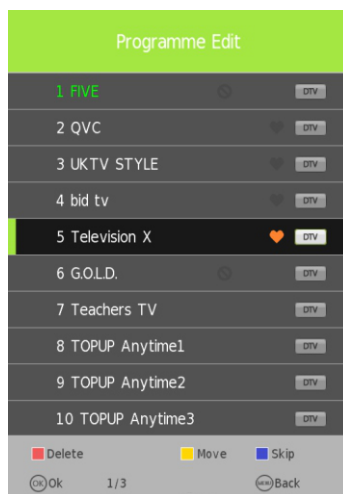 Programme Edit
1 FIVE DTV
2 QVC DTV
3 UKTV STYLE DTV
4 bid tv DTV
5 Television X DTV
6 G.O.L.D. DTV
7 Teachers TV DTV
8 TOPUP Anytime1 DTV
9 TOPUP Anytime2 DTV
10 TOPUP Anytime3 DTV
Delete Move Skip
OK Ok 1/3 MENU Back